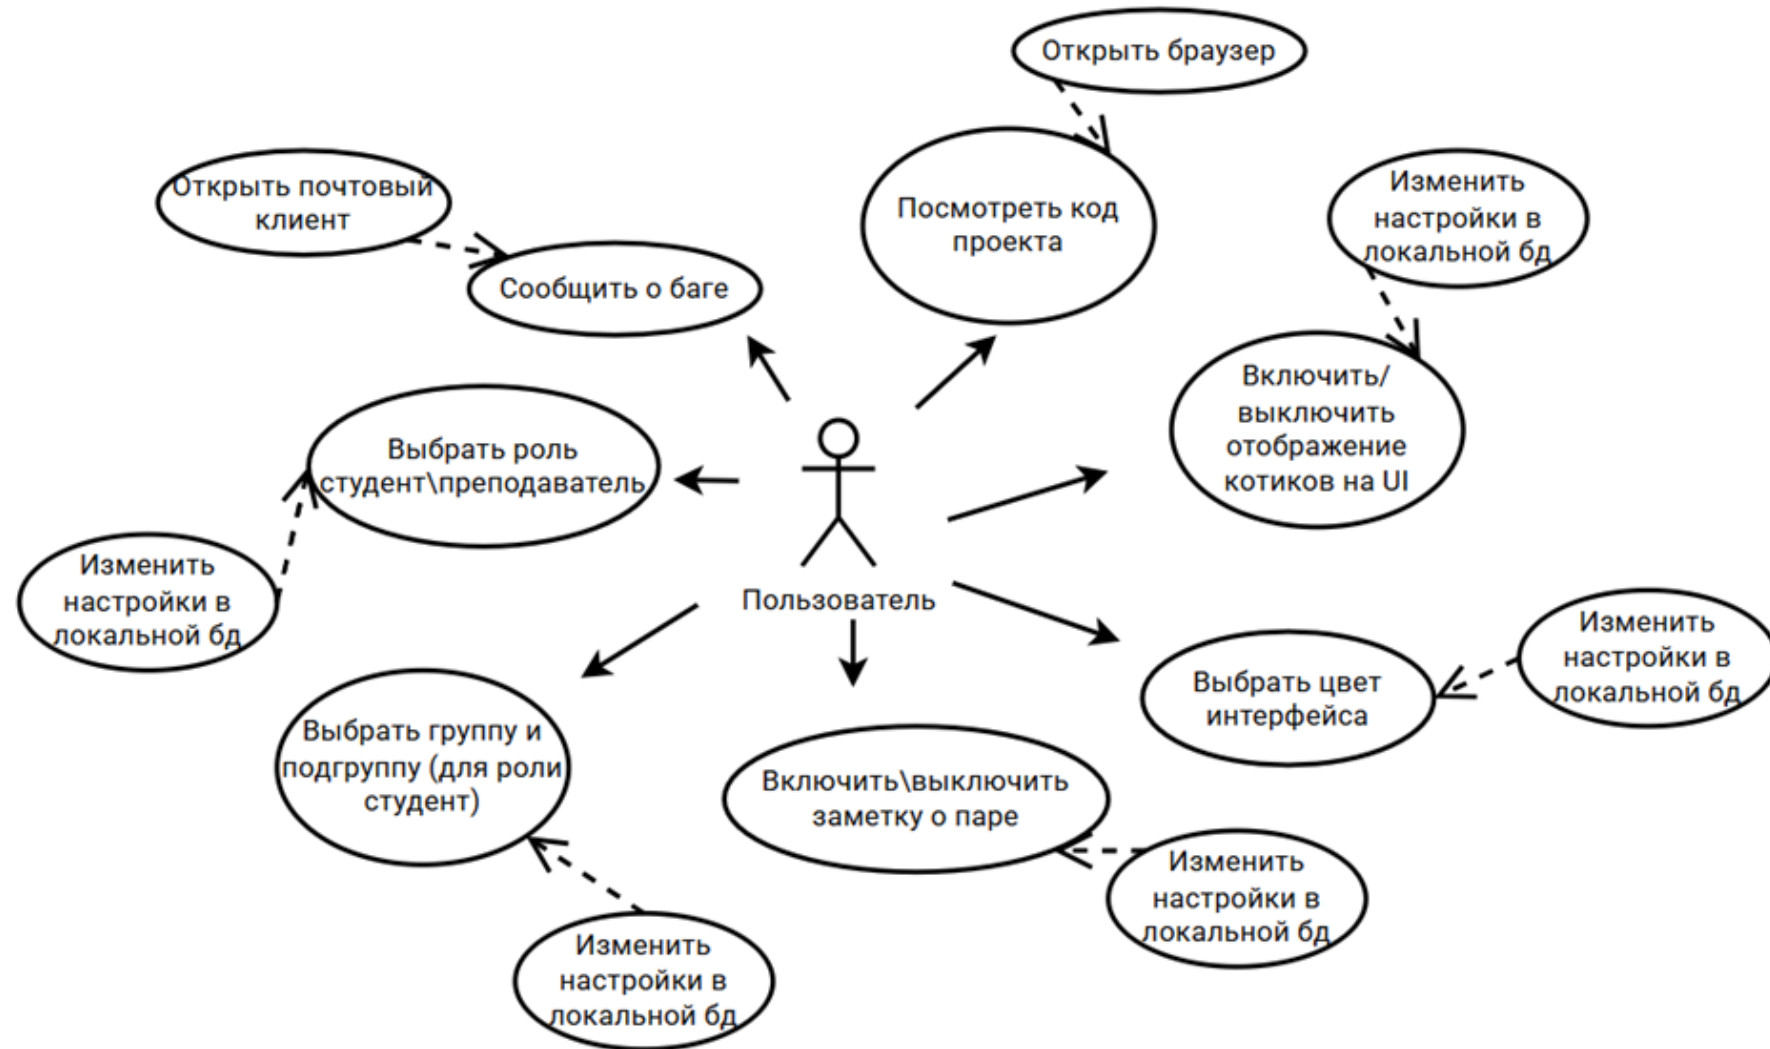 Открыть браузер
Открыть почтовый
клиент
Посмотреть код
проекта
Изменить
настройки в
локальной бд
Сообщить о баге
Включить/
выключить
отображение
котиков на UI
Выбрать роль
студент\преподаватель
Изменить
настройки в
локальной бд
Пользователь
Выбрать цвет
интерфейса
Изменить
настройки в
локальной бд
Выбрать группу и
подгруппу (для роли
студент)
Включить\выключить
заметку о паре
Изменить
настройки в
локальной бд
Изменить
настройки в
локальной бд